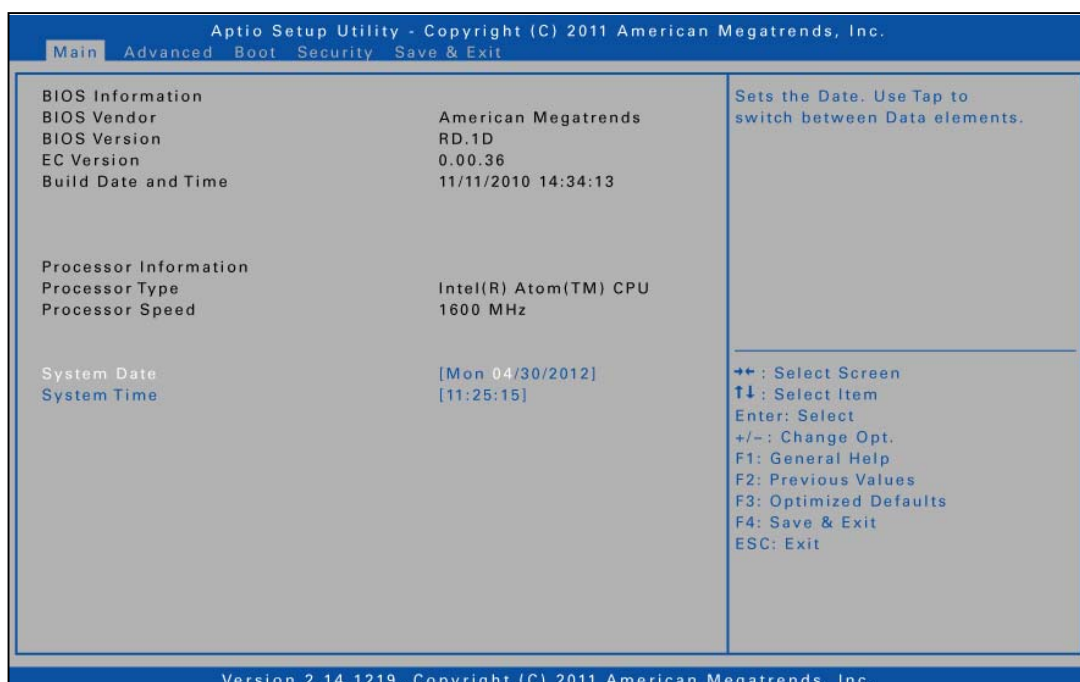 Aptio Setup Utility - Copyright (C) 2011 American Megatrends, Inc.
Main Advanced Boot Security Save & Exit
BIOS Information
BIOS Vendor American Megatrends
BIOS Version RD.1D
EC Version 0.00.36
Build Date and Time 11/11/2010 14:34:13
Processor Information
Processor Type Intel(R) Atom(TM) CPU
Processor Speed 1600 MHz
System Date [Mon 04/30/2012]
System Time [11:25:15]
Sets the Date. Use Tap to
switch between Data elements.
→← : Select Screen
↑↓ : Select Item
Enter: Select
+/– : Change Opt.
F1: General Help
F2: Previous Values
F3: Optimized Defaults
F4: Save & Exit
ESC: Exit
Version 2.14.1219. Copyright (C) 2011 American Megatrends, Inc.